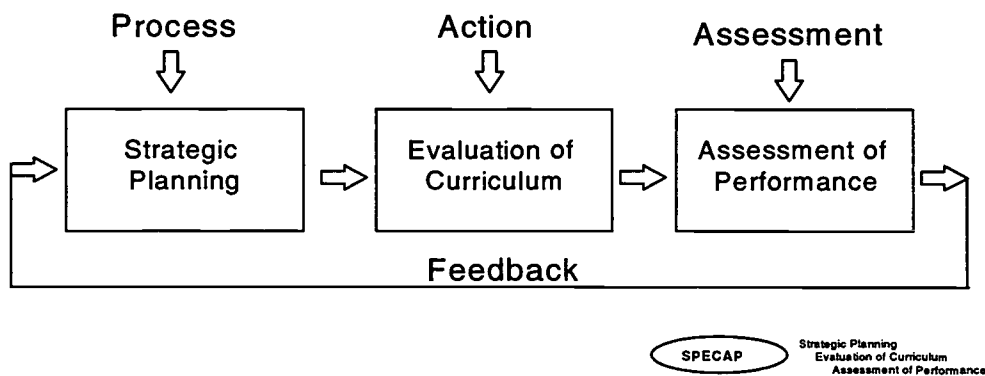 Process
Action
Assessment
Strategic
Planning
Evaluation of
Curriculum
Assessment of
Performance
Feedback
SPECAP
Strategic Planning
Evaluation of Curriculum
Assessment of Performance